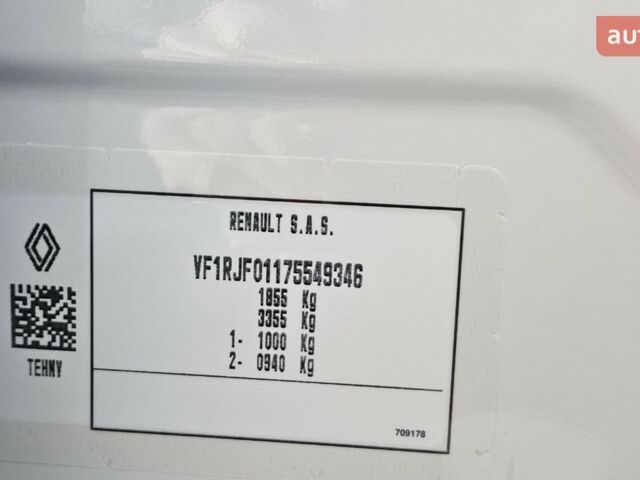 aut
RENAULT S.A.S.
VF1RJF01175549346
1855 Kg
3355 Kg
1- 1000 Kg
2- 0940 Kg
TEHNY
709178